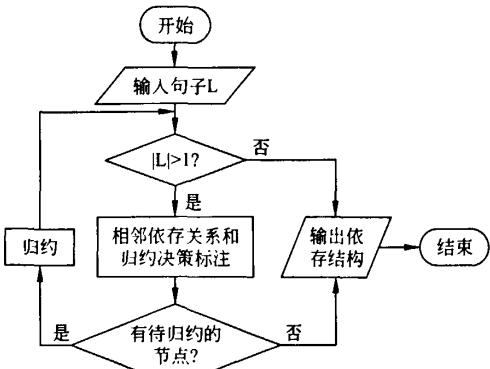 开始
输入句子L
|L|>1?
否
是
归约
相邻依存关系和
归约决策标注
输出依
存结构
结束
是
有待归约的
节点?
否